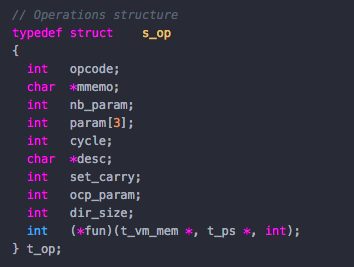 // Operations structure
typedef struct    s_op
{
  int   opcode;
  char  *mmemo;
  int   nb_param;
  int   param[3];
  int   cycle;
  char  *desc;
  int   set_carry;
  int   ocp_param;
  int   dir_size;
  int   (*fun)(t_vm_mem *, t_ps *, int);
} t_op;